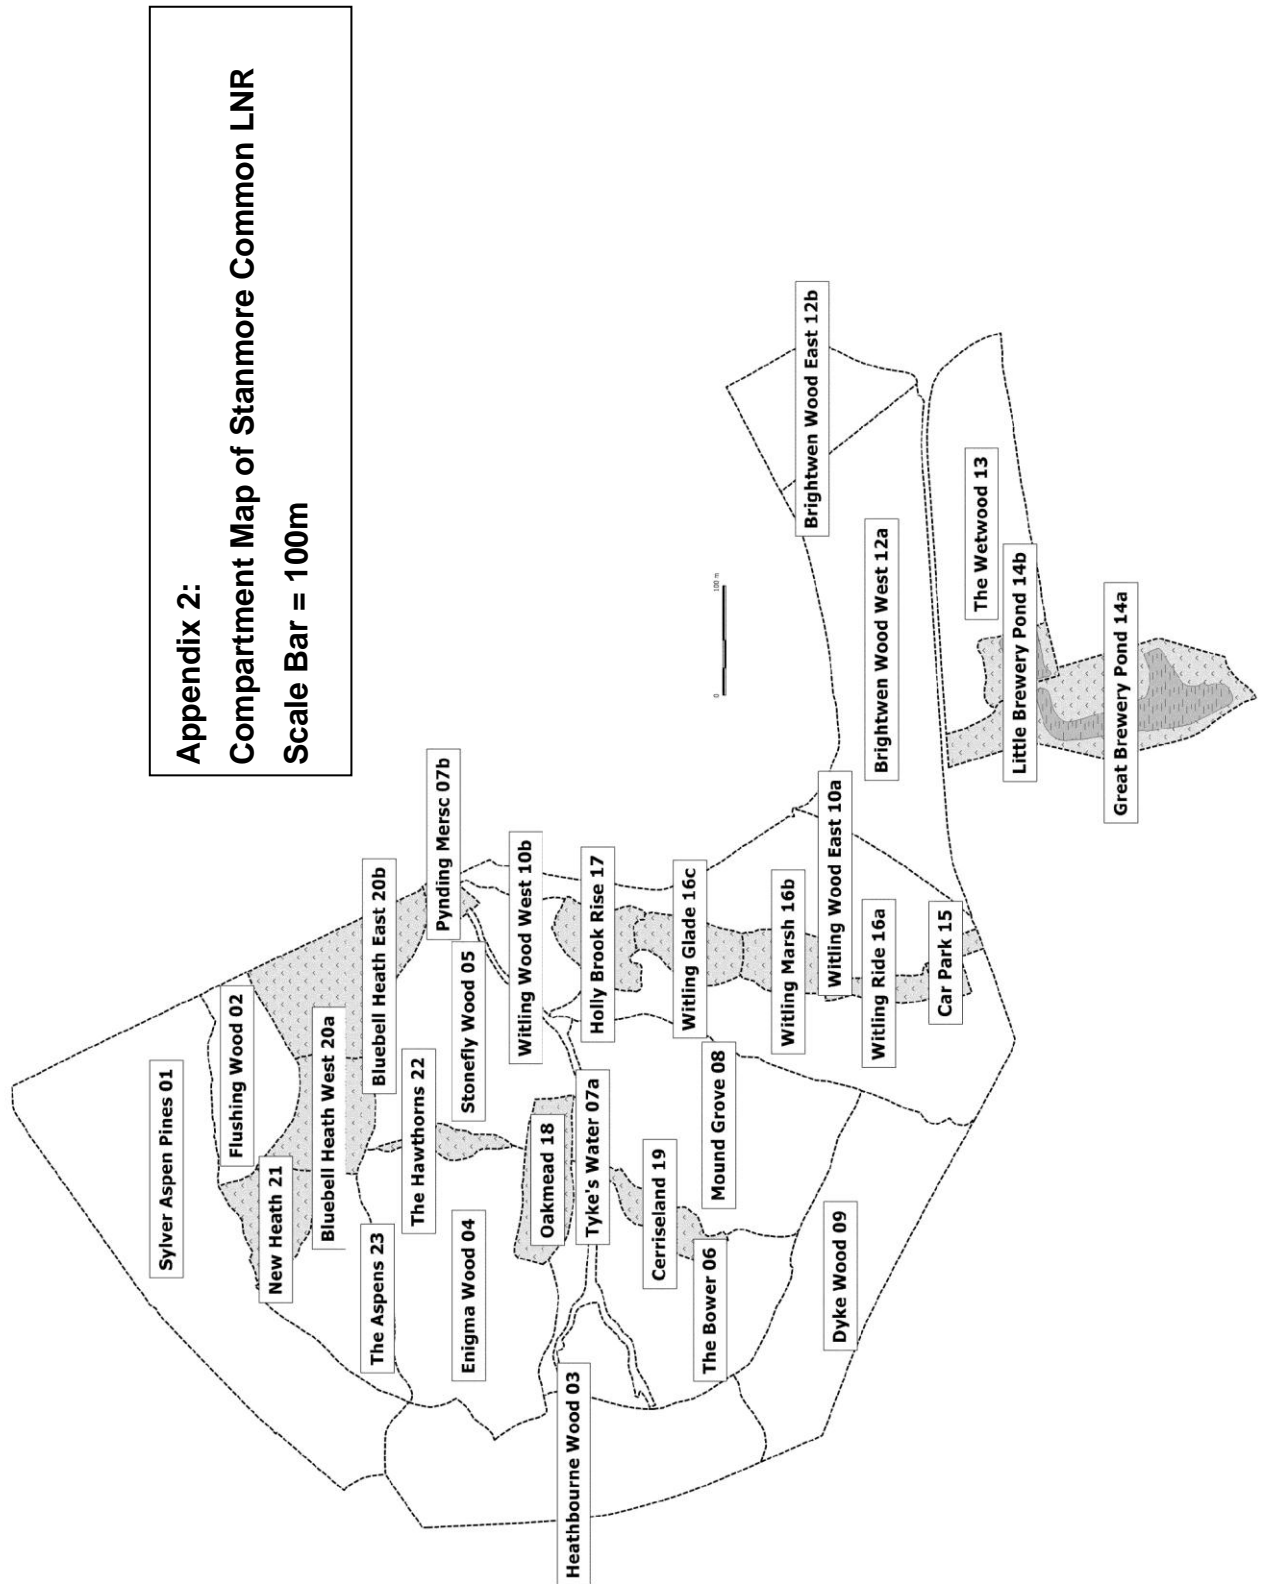 Appendix 2:
Compartment Map of Stanmore Common LNR
Scale Bar = 100m
Sylver Aspen Pines 01
Flushing Wood 02
New Heath 21
Bluebell Heath West 20a
Bluebell Heath East 20b
The Aspens 23
The Hawthorns 22
Pynding Mersc 07b
Enigma Wood 04
Stonefly Wood 05
Witling Wood West 10b
Oakmead 18
Heathbourne Wood 03
Tyke's Water 07a
Holly Brook Rise 17
Cerriseland 19
Witling Glade 16c
The Bower 06
Mound Grove 08
0
100 m
Witling Marsh 16b
Brightwen Wood East 12b
Witling Wood East 10a
Dyke Wood 09
Witling Ride 16a
Brightwen Wood West 12a
Car Park 15
The Wetwood 13
Little Brewery Pond 14b
Great Brewery Pond 14a